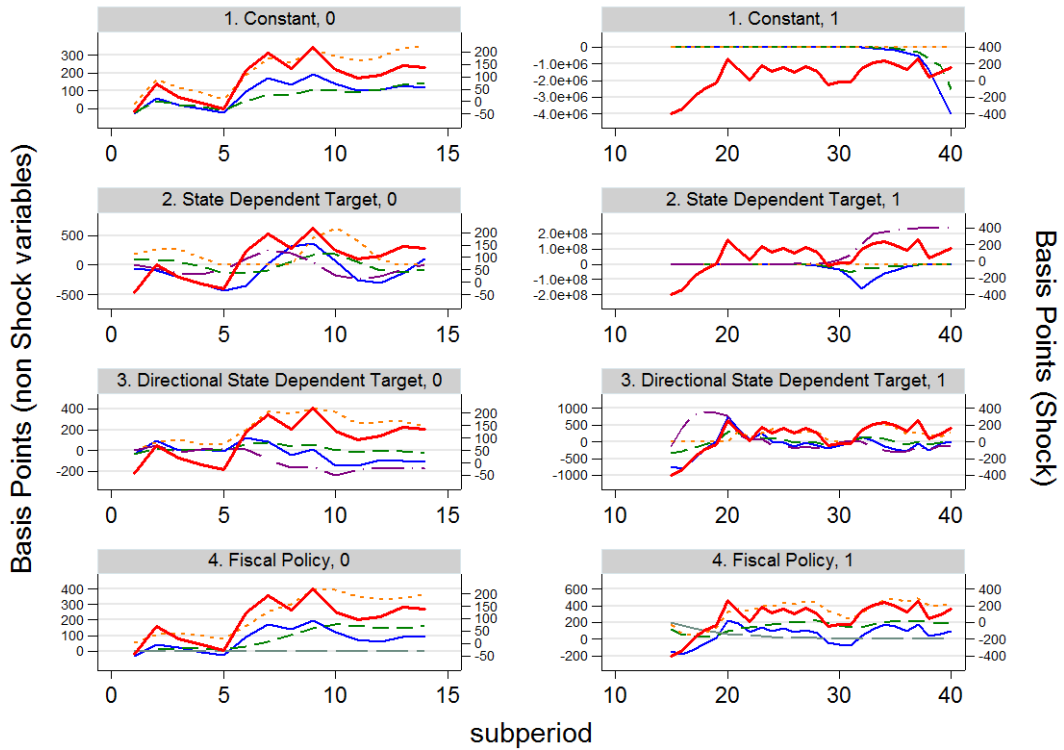 1. Constant, 0
300
200
100
0
200
150
100
50
0
-50
0 5 10 15
1. Constant, 1
0
-1.0e+06
-2.0e+06
-3.0e+06
-4.0e+06
400
200
0
-200
-400
10 20 30 40
2. State Dependent Target, 0
500
0
-500
200
150
100
50
0
-50
0 5 10 15
2. State Dependent Target, 1
2.0e+08
1.0e+08
0
-1.0e+08
-2.0e+08
400
200
0
-200
-400
10 20 30 40
3. Directional State Dependent Target, 0
400
200
0
-200
200
150
100
50
0
-50
0 5 10 15
3. Directional State Dependent Target, 1
1000
500
0
-500
-1000
400
200
0
-200
-400
10 20 30 40
4. Fiscal Policy, 0
400
300
200
100
0
200
150
100
50
0
-50
0 5 10 15
4. Fiscal Policy, 1
600
400
200
0
-200
400
200
0
-200
-400
10 20 30 40
Basis Points (non Shock variables)
Basis Points (Shock)
subperiod